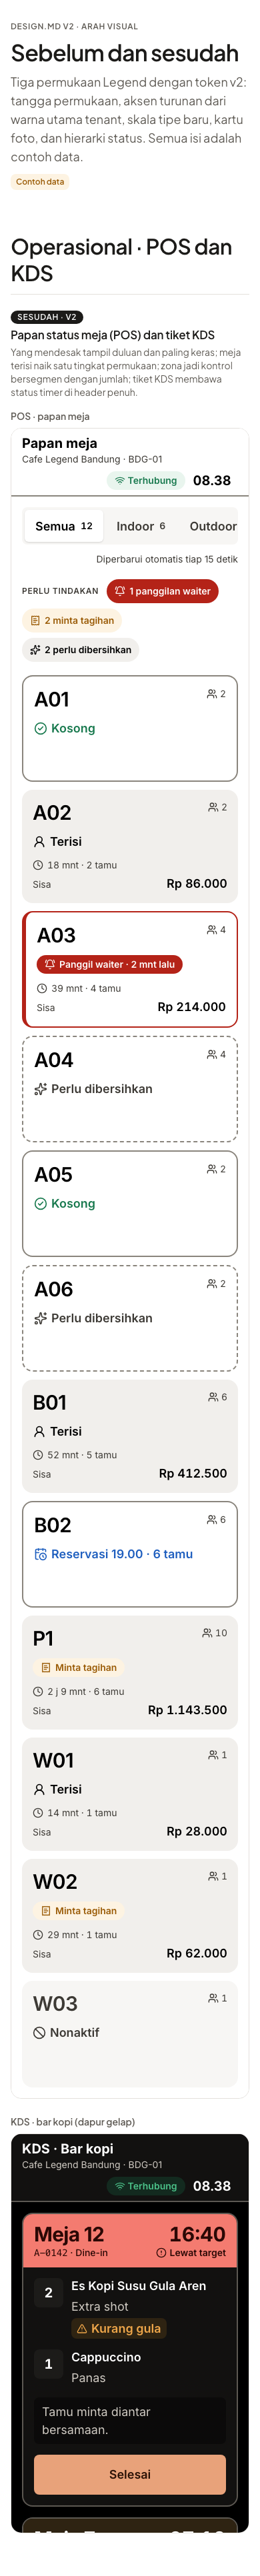 DESIGN.MD V2 · ARAH VISUAL
Sebelum dan sesudah
Tiga permukaan Legend dengan token v2:
tangga permukaan, aksen turunan dari
warna utama tenant, skala tipe baru, kartu
foto, dan hierarki status. Semua isi adalah
contoh data.
Contoh data
Operasional · POS dan
KDS
SESUDAH · V2
Papan status meja (POS) dan tiket KDS
Yang mendesak tampil duluan dan paling keras; meja
terisi naik satu tingkat permukaan; zona jadi kontrol
bersegmen dengan jumlah; tiket KDS membawa
status timer di header penuh.
POS · papan meja
Papan meja
Cafe Legend Bandung · BDG-01
Terhubung 08.38
Semua 12 Indoor 6 Outdoor
Diperbarui otomatis tiap 15 detik
PERLU TINDAKAN 1 panggilan waiter
2 minta tagihan
2 perlu dibersihkan
A01 2
Kosong
A02 2
Terisi
18 mnt · 2 tamu
Sisa Rp 86.000
A03 4
Panggil waiter · 2 mnt lalu
39 mnt · 4 tamu
Sisa Rp 214.000
A04 4
Perlu dibersihkan
A05 2
Kosong
A06 2
Perlu dibersihkan
B01 6
Terisi
52 mnt · 5 tamu
Sisa Rp 412.500
B02 6
Reservasi 19.00 · 6 tamu
P1 10
Minta tagihan
2 j 9 mnt · 6 tamu
Sisa Rp 1.143.500
W01 1
Terisi
14 mnt · 1 tamu
Sisa Rp 28.000
W02 1
Minta tagihan
29 mnt · 1 tamu
Sisa Rp 62.000
W03 1
Nonaktif
KDS · bar kopi (dapur gelap)
KDS · Bar kopi
Cafe Legend Bandung · BDG-01
Terhubung 08.38
Meja 12 16:40
A-0142 · Dine-in Lewat target
2 Es Kopi Susu Gula Aren
Extra shot
Kurang gula
1 Cappuccino
Panas
Tamu minta diantar
bersamaan.
Selesai